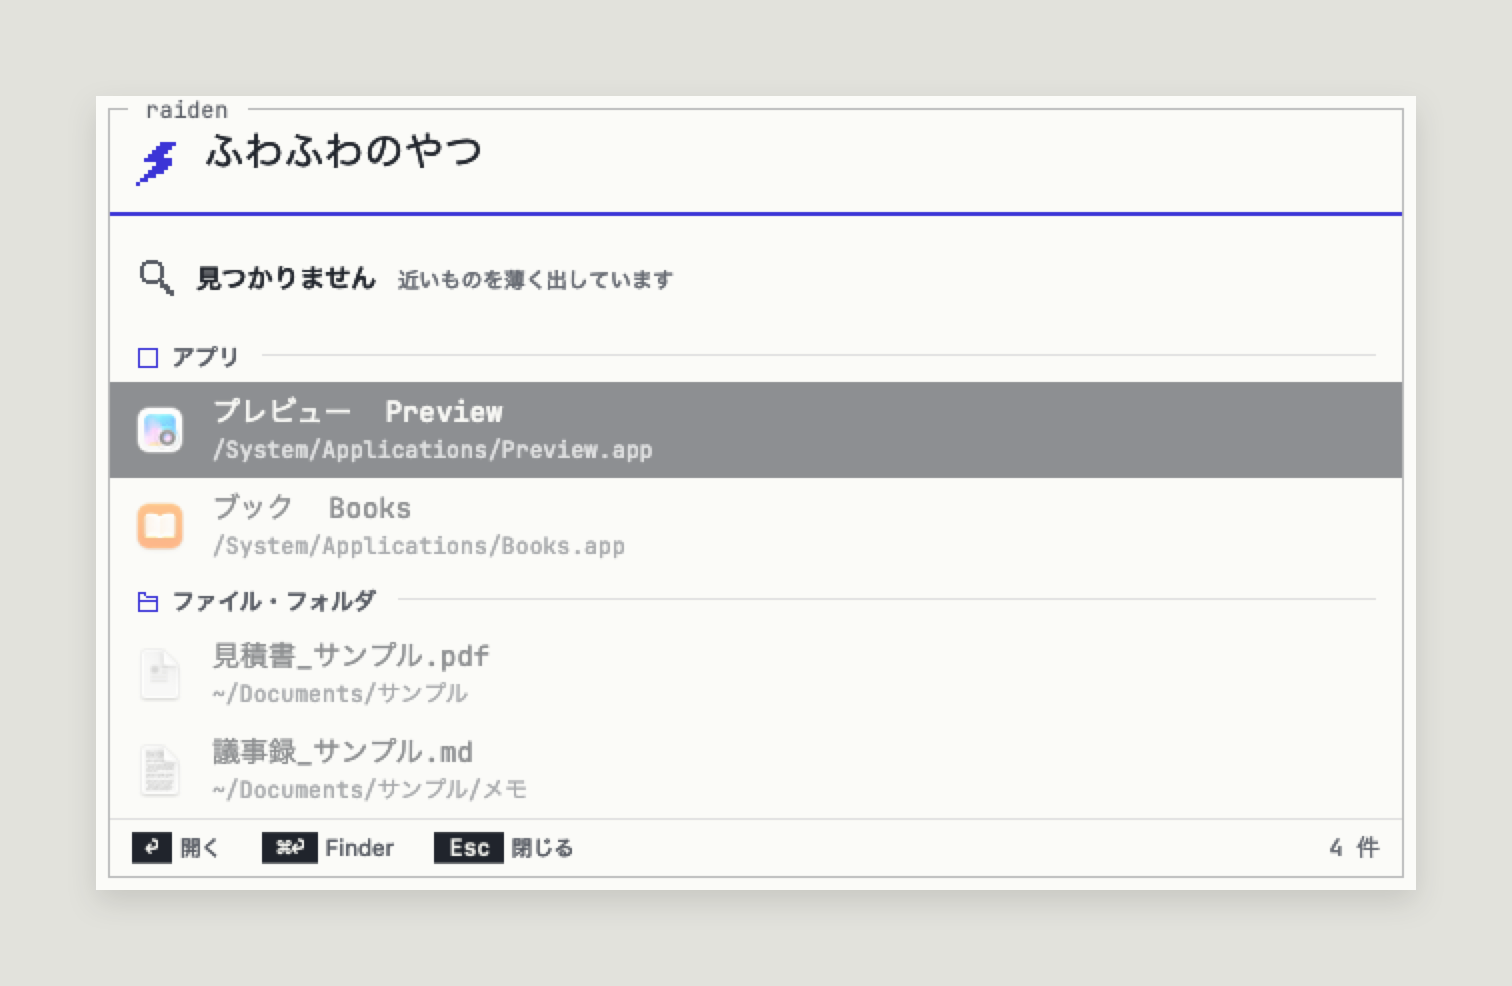 raiden
ふわふわのやつ
見つかりません 近いものを薄く出しています
アプリ
プレビュー Preview
/System/Applications/Preview.app
ブック Books
/System/Applications/Books.app
ファイル・フォルダ
見積書_サンプル.pdf
~/Documents/サンプル
議事録_サンプル.md
~/Documents/サンプル/メモ
⏎ 開く ⌘⏎ Finder Esc 閉じる 4 件